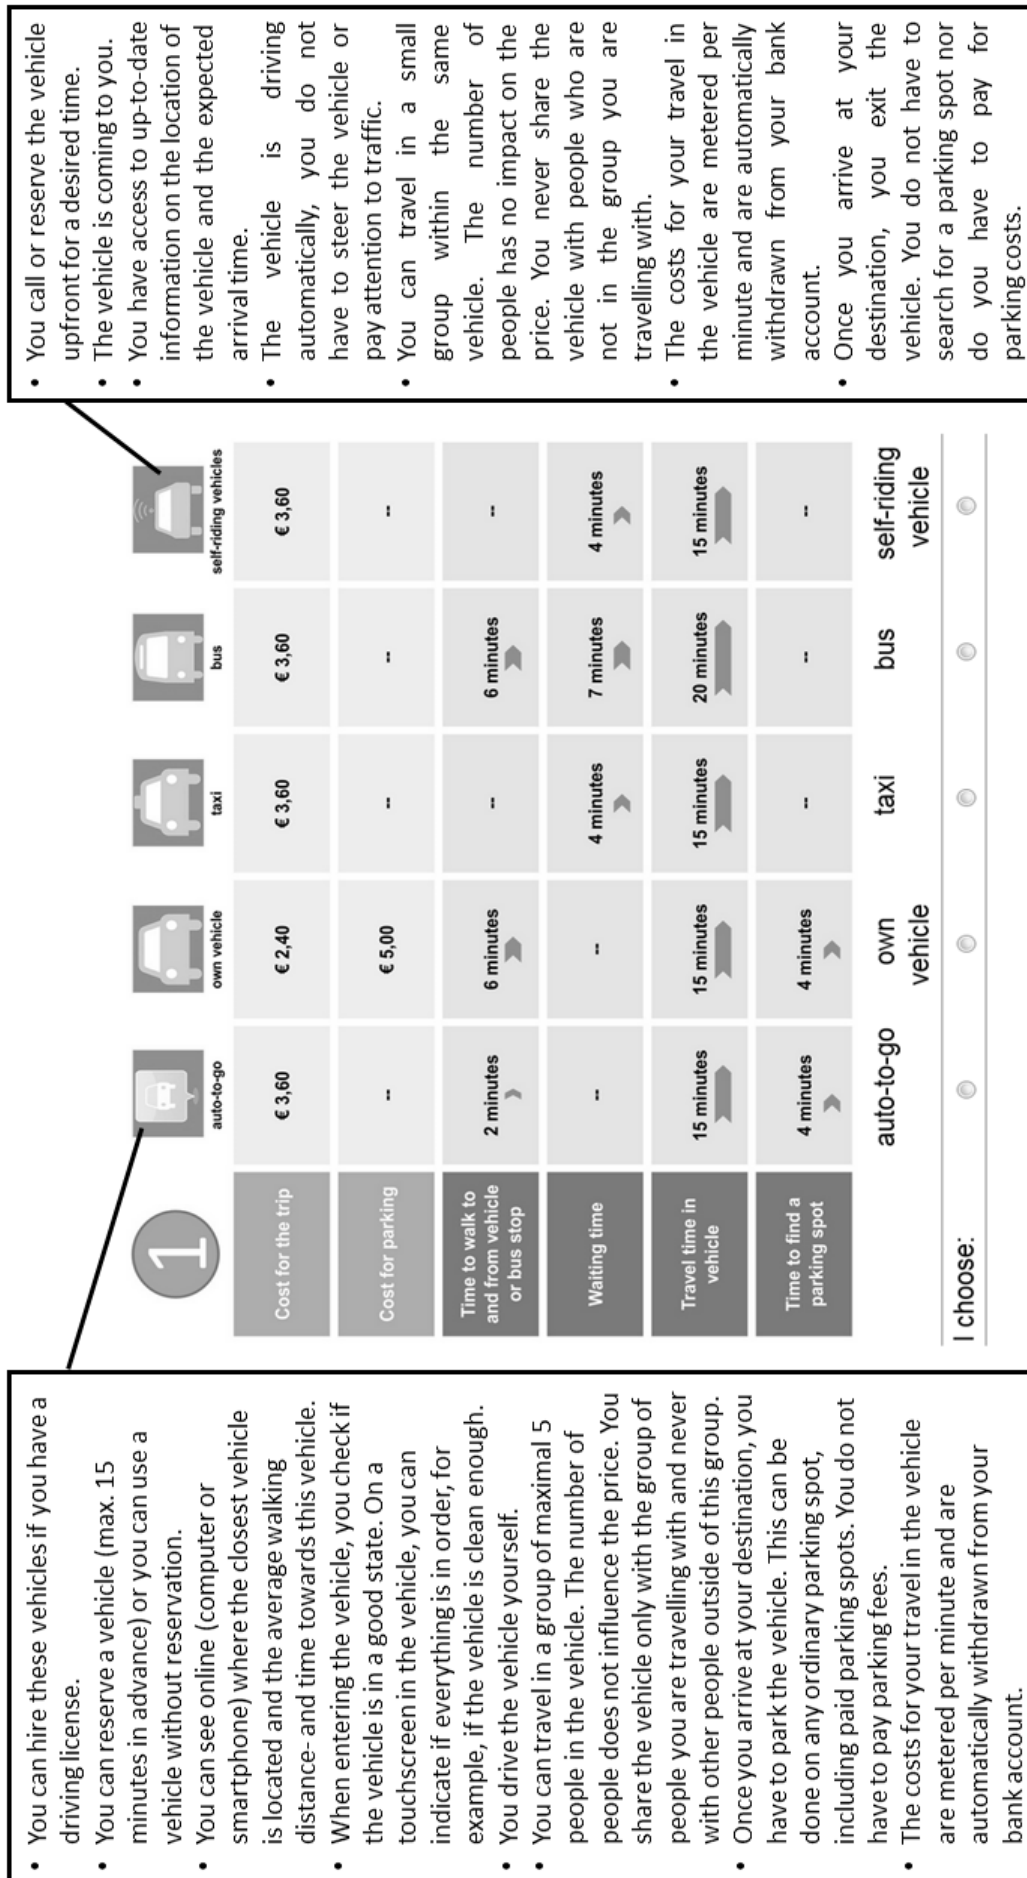 • You can hire these vehicles if you have a
driving license.
• You can reserve a vehicle (max. 15
minutes in advance) or you can use a
vehicle without reservation.
• You can see online (computer or
smartphone) where the closest vehicle
is located and the average walking
distance- and time towards this vehicle.
• When entering the vehicle, you check if
the vehicle is in a good state. On a
touchscreen in the vehicle, you can
indicate if everything is in order, for
example, if the vehicle is clean enough.
• You drive the vehicle yourself.
• You can travel in a group of maximal 5
people in the vehicle. The number of
people does not influence the price. You
share the vehicle only with the group of
people you are travelling with and never
with other people outside of this group.
• Once you arrive at your destination, you
have to park the vehicle. This can be
done on any ordinary parking spot,
including paid parking spots. You do not
have to pay parking fees.
• The costs for your travel in the vehicle
are metered per minute and are
automatically withdrawn from your
bank account.
1
auto-to-go own vehicle taxi bus self-riding vehicles
Cost for the trip € 3,60 € 2,40 € 3,60 € 3,60 € 3,60
Cost for parking -- € 5,00 -- -- --
Time to walk to
and from vehicle
or bus stop
2 minutes 6 minutes -- 6 minutes --
Waiting time -- -- 4 minutes 7 minutes 4 minutes
Travel time in
vehicle
15 minutes 15 minutes 15 minutes 20 minutes 15 minutes
Time to find a
parking spot
4 minutes 4 minutes -- -- --
auto-to-go own taxi bus self-riding
vehicle vehicle
I choose:
• You call or reserve the vehicle
upfront for a desired time.
• The vehicle is coming to you.
• You have access to up-to-date
information on the location of
the vehicle and the expected
arrival time.
• The vehicle is driving
automatically, you do not
have to steer the vehicle or
pay attention to traffic.
• You can travel in a small
group within the same
vehicle. The number of
people has no impact on the
price. You never share the
vehicle with people who are
not in the group you are
travelling with.
• The costs for your travel in
the vehicle are metered per
minute and are automatically
withdrawn from your bank
account.
• Once you arrive at your
destination, you exit the
vehicle. You do not have to
search for a parking spot nor
do you have to pay for
parking costs.